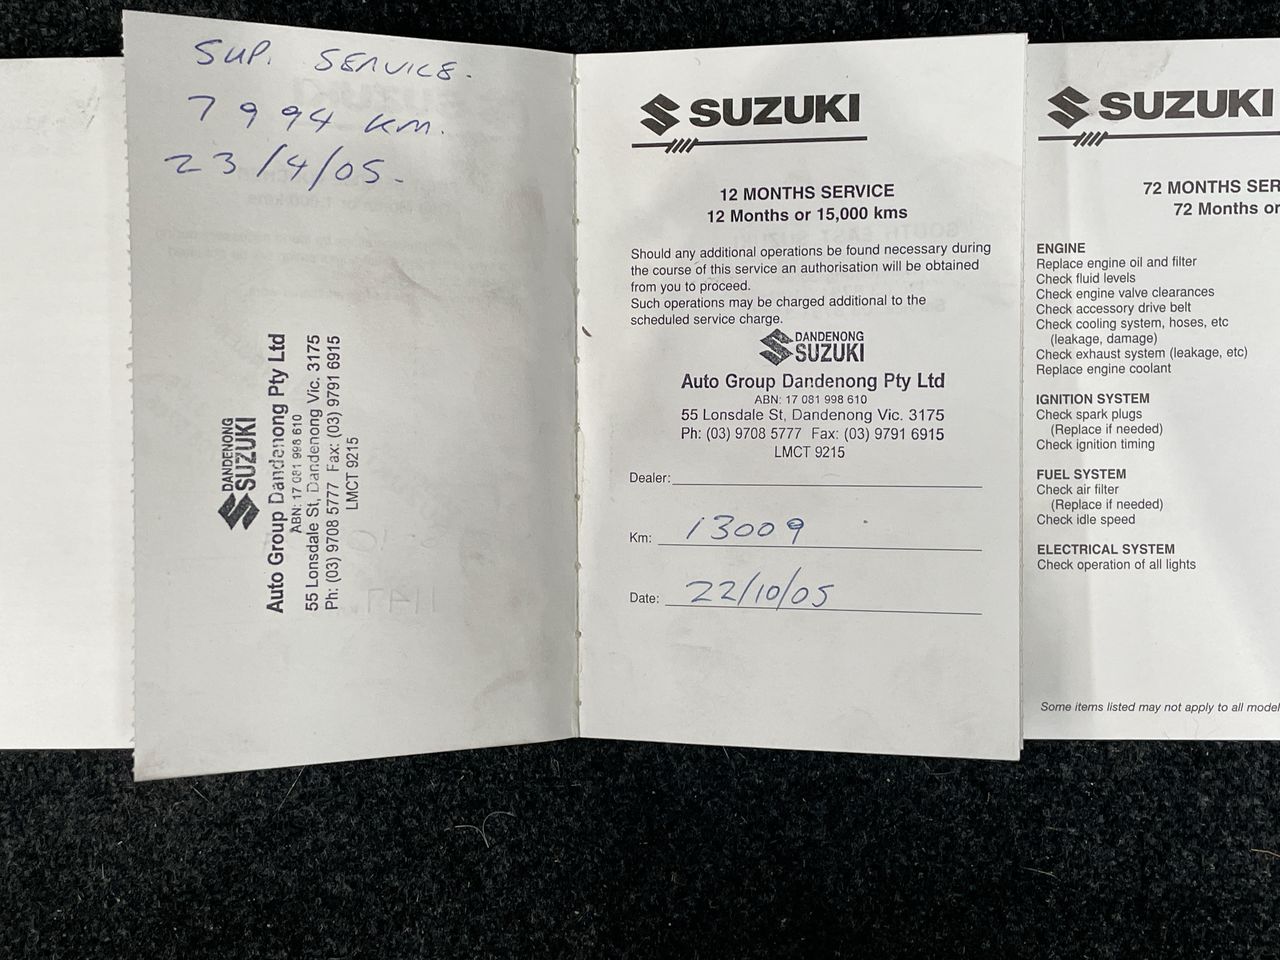 SUP. SERVICE.
7994 KM.
23/4/05.
DANDENONG
SUZUKI
Auto Group Dandenong Pty Ltd
ABN: 17 081 998 610
55 Lonsdale St, Dandenong Vic. 3175
Ph: (03) 9708 5777 Fax: (03) 9791 6915
LMCT 9215
SUZUKI
12 MONTHS SERVICE
12 Months or 15,000 kms
Should any additional operations be found necessary during
the course of this service an authorisation will be obtained
from you to proceed.
Such operations may be charged additional to the
scheduled service charge.
DANDENONG
SUZUKI
Auto Group Dandenong Pty Ltd
ABN: 17 081 998 610
55 Lonsdale St, Dandenong Vic. 3175
Ph: (03) 9708 5777 Fax: (03) 9791 6915
LMCT 9215
Dealer:
Km: 13009
Date: 22/10/05
SUZUKI
72 MONTHS SER
72 Months or
ENGINE
Replace engine oil and filter
Check fluid levels
Check engine valve clearances
Check accessory drive belt
Check cooling system, hoses, etc
(leakage, damage)
Check exhaust system (leakage, etc)
Replace engine coolant
IGNITION SYSTEM
Check spark plugs
(Replace if needed)
Check ignition timing
FUEL SYSTEM
Check air filter
(Replace if needed)
Check idle speed
ELECTRICAL SYSTEM
Check operation of all lights
Some items listed may not apply to all model